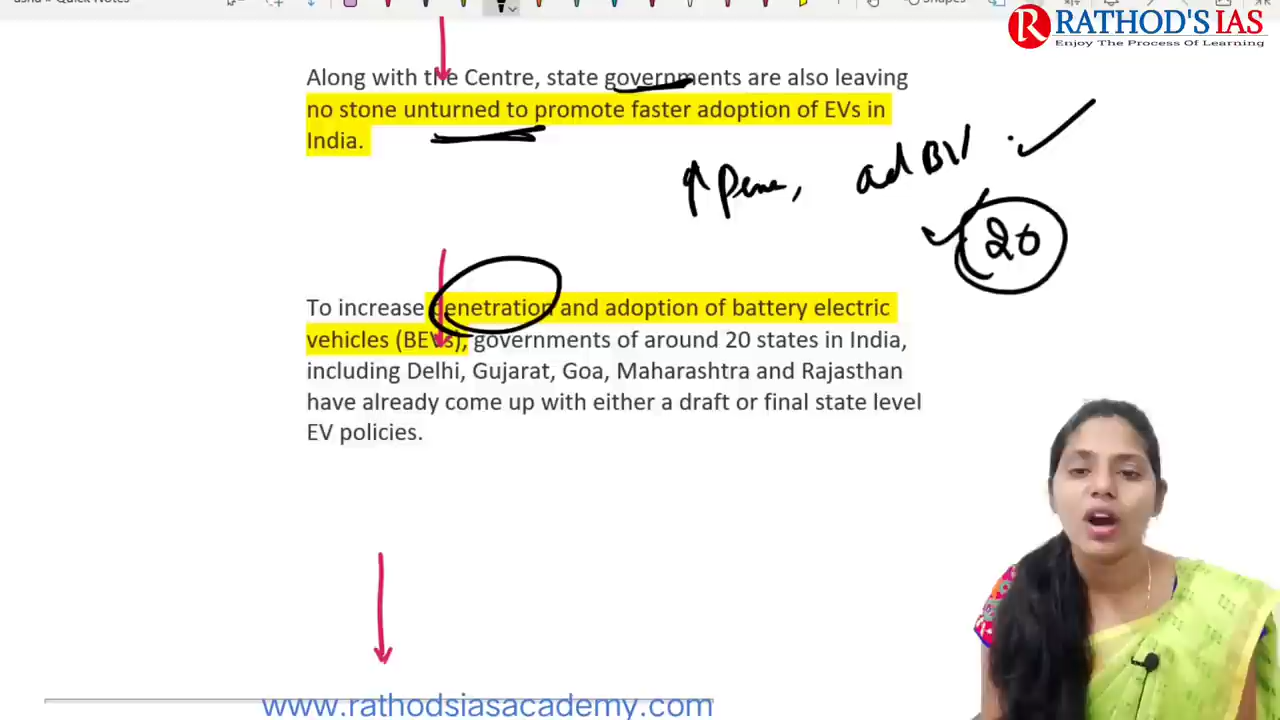 RATHOD'S IAS
Enjoy The Process Of Learning
Along with the Centre, state governments are also leaving
no stone unturned to promote faster adoption of EVs in
India.
20
To increase penetration and adoption of battery electric
vehicles (BEVs), governments of around 20 states in India,
including Delhi, Gujarat, Goa, Maharashtra and Rajasthan
have already come up with either a draft or final state level
EV policies.
www.rathodsiasacademy.com